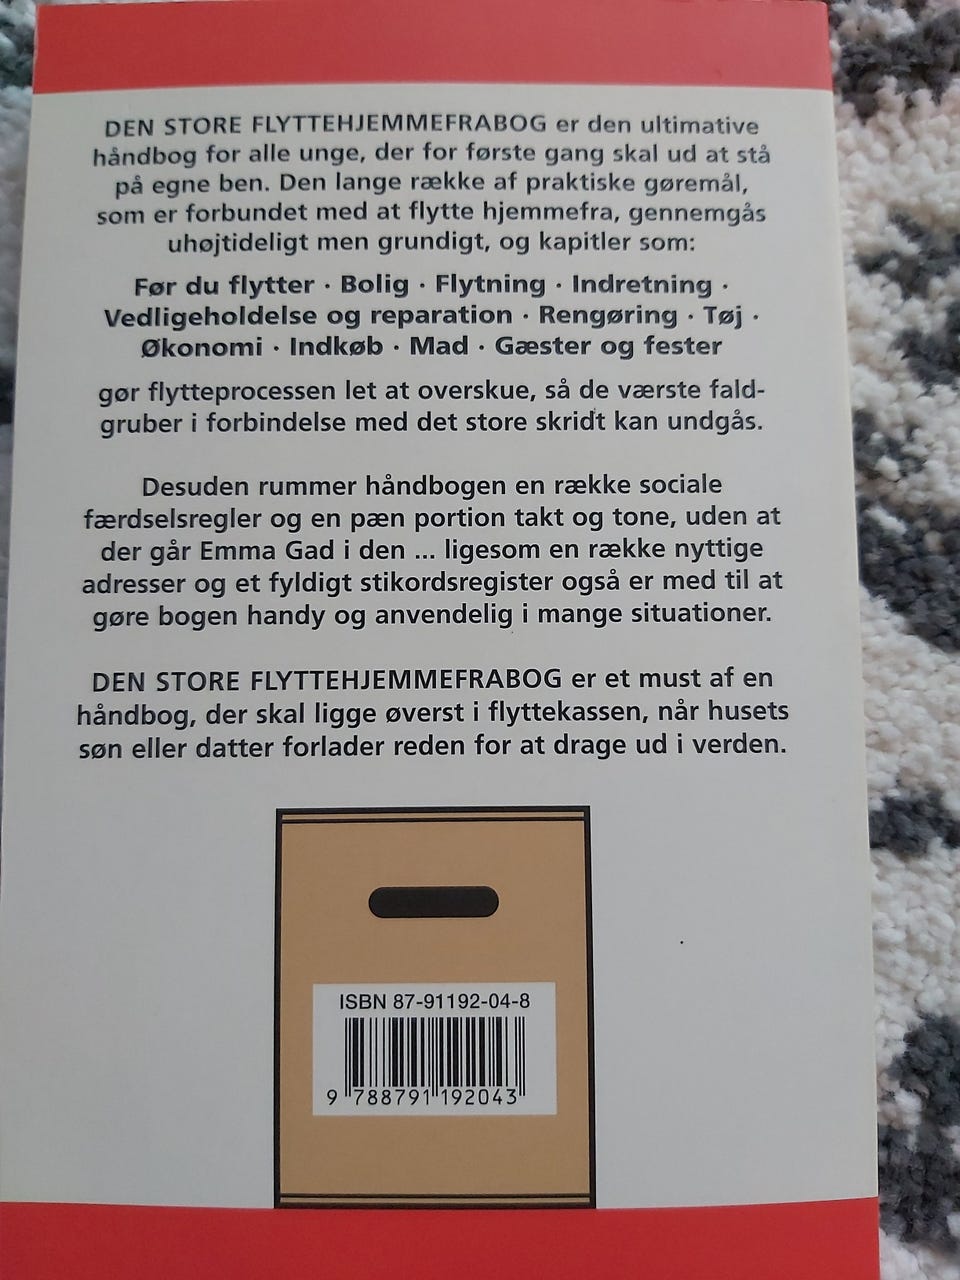 DEN STORE FLYTTEHJEMMEFRABOG er den ultimative
håndbog for alle unge, der for første gang skal ud at stå
på egne ben. Den lange række af praktiske gøremål,
som er forbundet med at flytte hjemmefra, gennemgås
uhøjtideligt men grundigt, og kapitler som:
Før du flytter · Bolig · Flytning · Indretning ·
Vedligeholdelse og reparation · Rengøring · Tøj ·
Økonomi · Indkøb · Mad · Gæster og fester
gør flytteprocessen let at overskue, så de værste fald-
gruber i forbindelse med det store skridt kan undgås.
Desuden rummer håndbogen en række sociale
færdselsregler og en pæn portion takt og tone, uden at
der går Emma Gad i den ... ligesom en række nyttige
adresser og et fyldigt stikordsregister også er med til at
gøre bogen handy og anvendelig i mange situationer.
DEN STORE FLYTTEHJEMMEFRABOG er et must af en
håndbog, der skal ligge øverst i flyttekassen, når husets
søn eller datter forlader reden for at drage ud i verden.
ISBN 87-91192-04-8
9 788791 192043